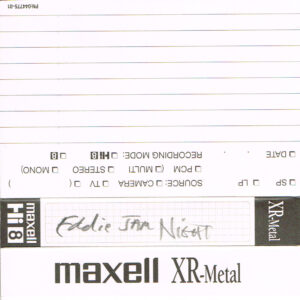 P/N:044775-01
DATE RECORDING MODE: Hi8 8
PCM ( MULTI STEREO MONO)
SP LP SOURCE: CAMERA TV ( )
maxell
Hi8
Eddie JAM NIGHT
XR-Metal
maxell XR-Metal